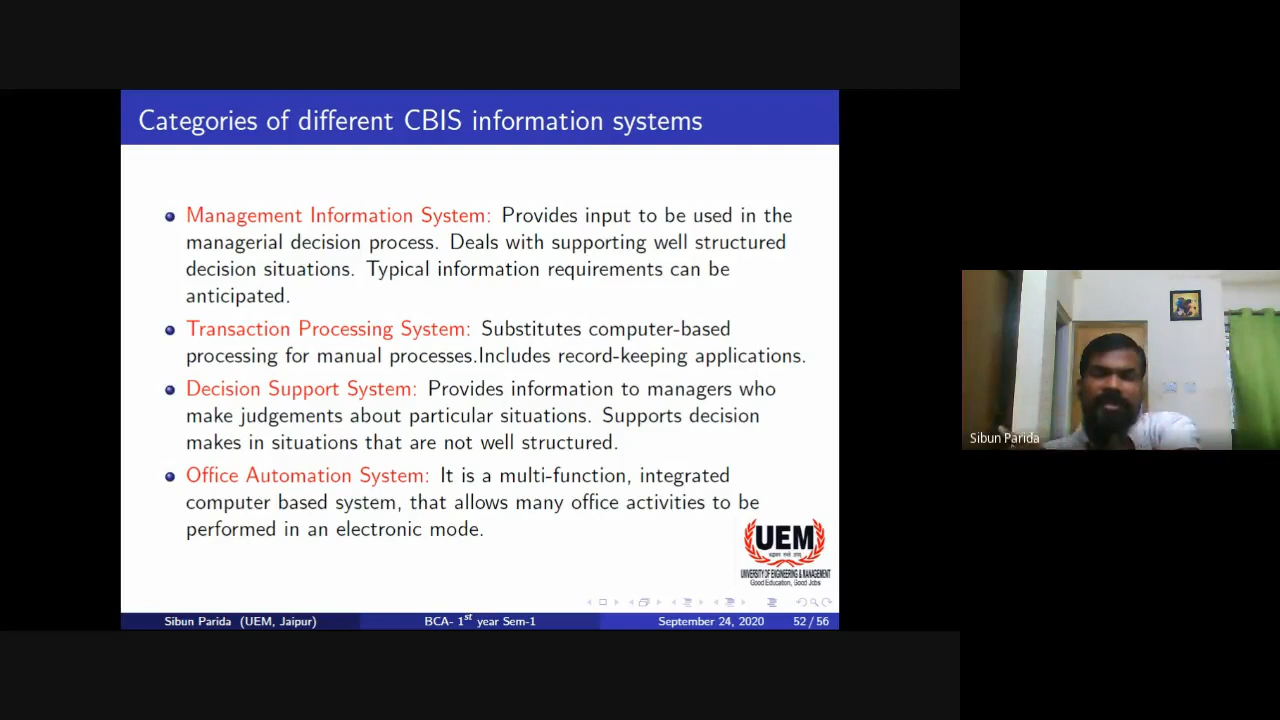 Categories of different CBIS information systems
Management Information System: Provides input to be used in the
managerial decision process. Deals with supporting well structured
decision situations. Typical information requirements can be
anticipated.
Transaction Processing System: Substitutes computer-based
processing for manual processes.Includes record-keeping applications.
Decision Support System: Provides information to managers who
make judgements about particular situations. Supports decision
makes in situations that are not well structured.
Office Automation System: It is a multi-function, integrated
computer based system, that allows many office activities to be
performed in an electronic mode.
UEM
UNIVERSITY OF ENGINEERING & MANAGEMENT
Good Education, Good Jobs
Sibun Parida (UEM, Jaipur) BCA- 1st year Sem-1 September 24, 2020 52 / 56
Sibun Parida